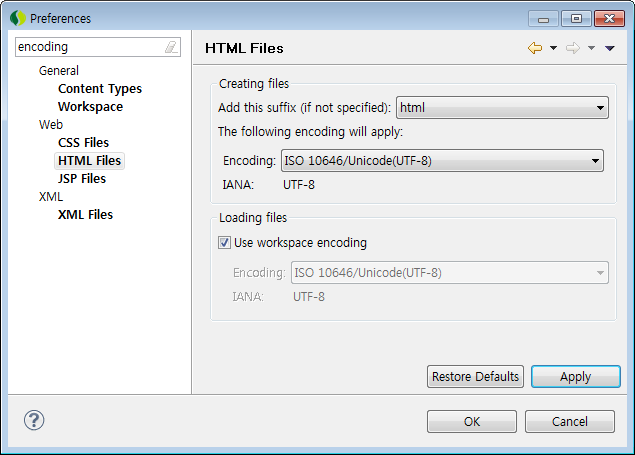 Preferences
encoding
General
Content Types
Workspace
Web
CSS Files
HTML Files
JSP Files
XML
XML Files
HTML Files
Creating files
Add this suffix (if not specified): html
The following encoding will apply:
Encoding: ISO 10646/Unicode(UTF-8)
IANA: UTF-8
Loading files
Use workspace encoding
Encoding: ISO 10646/Unicode(UTF-8)
IANA: UTF-8
Restore Defaults Apply
? OK Cancel